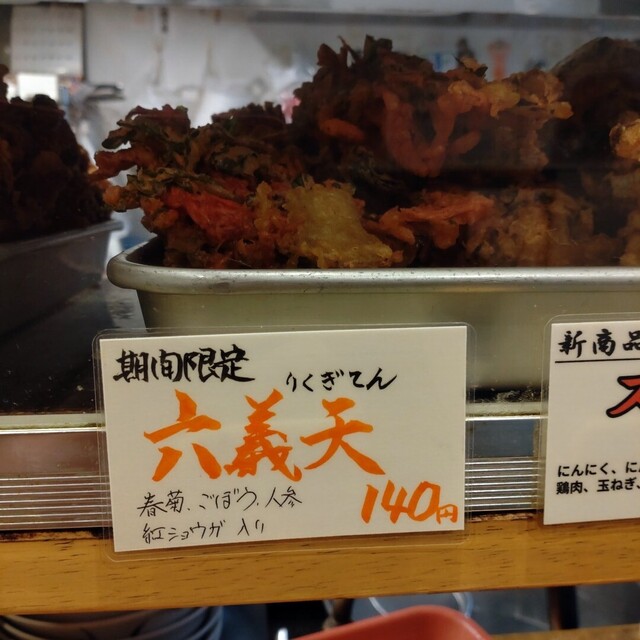 期間限定
りくぎてん
六義天
春菊、ごぼう、人参
紅ショウガ 入り
140円
新商品
にんにく、に
鶏肉、玉ねぎ、